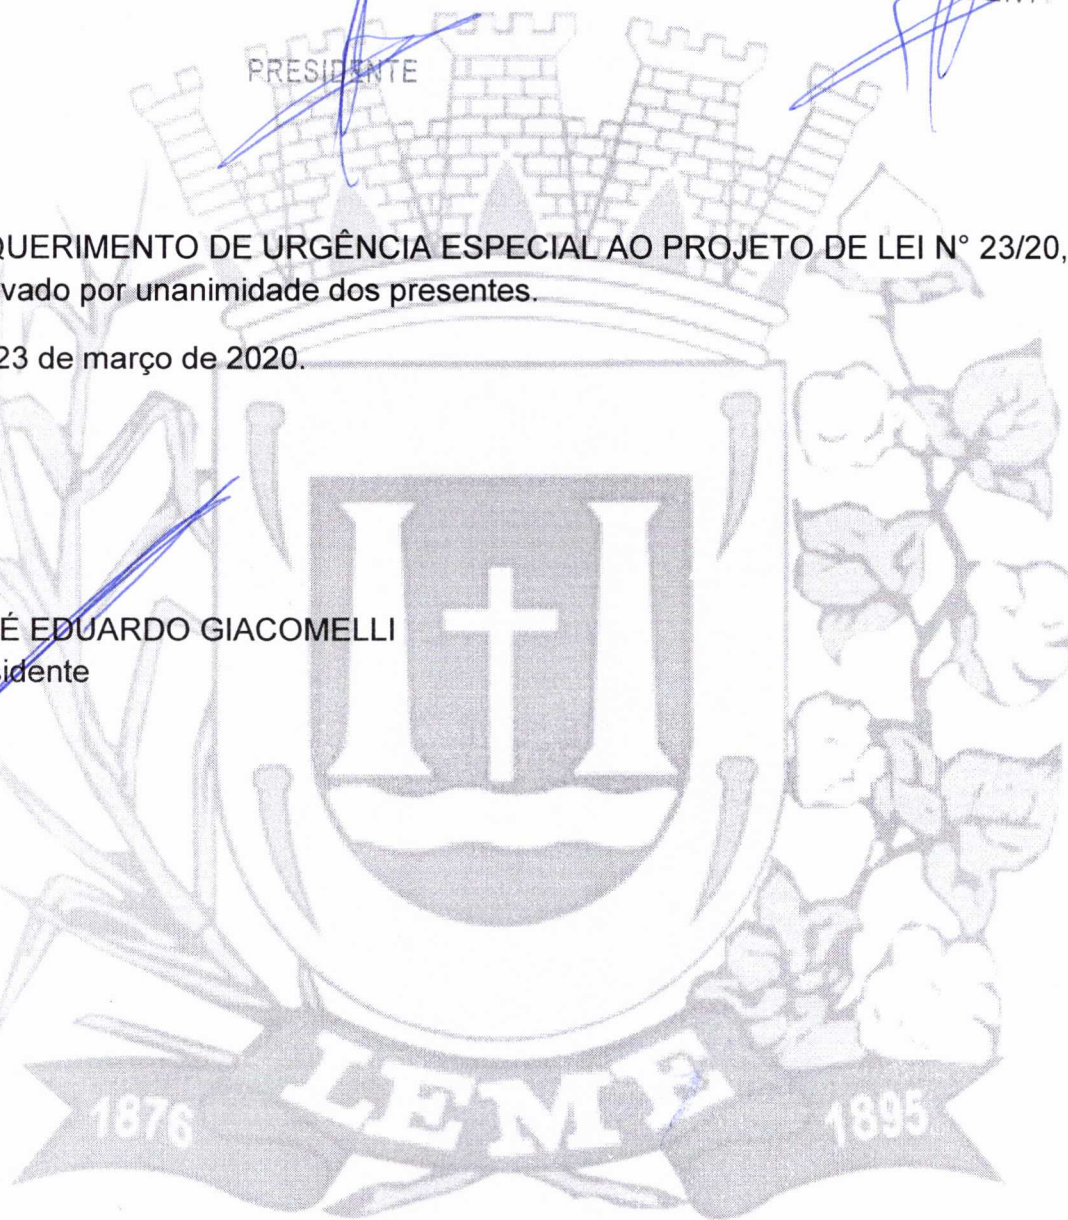 PRESIDENTE
QUERIMENTO DE URGÊNCIA ESPECIAL AO PROJETO DE LEI N° 23/20,
vado por unanimidade dos presentes.
23 de março de 2020.
É EDUARDO GIACOMELLI
sidente
1876 LEME 1895